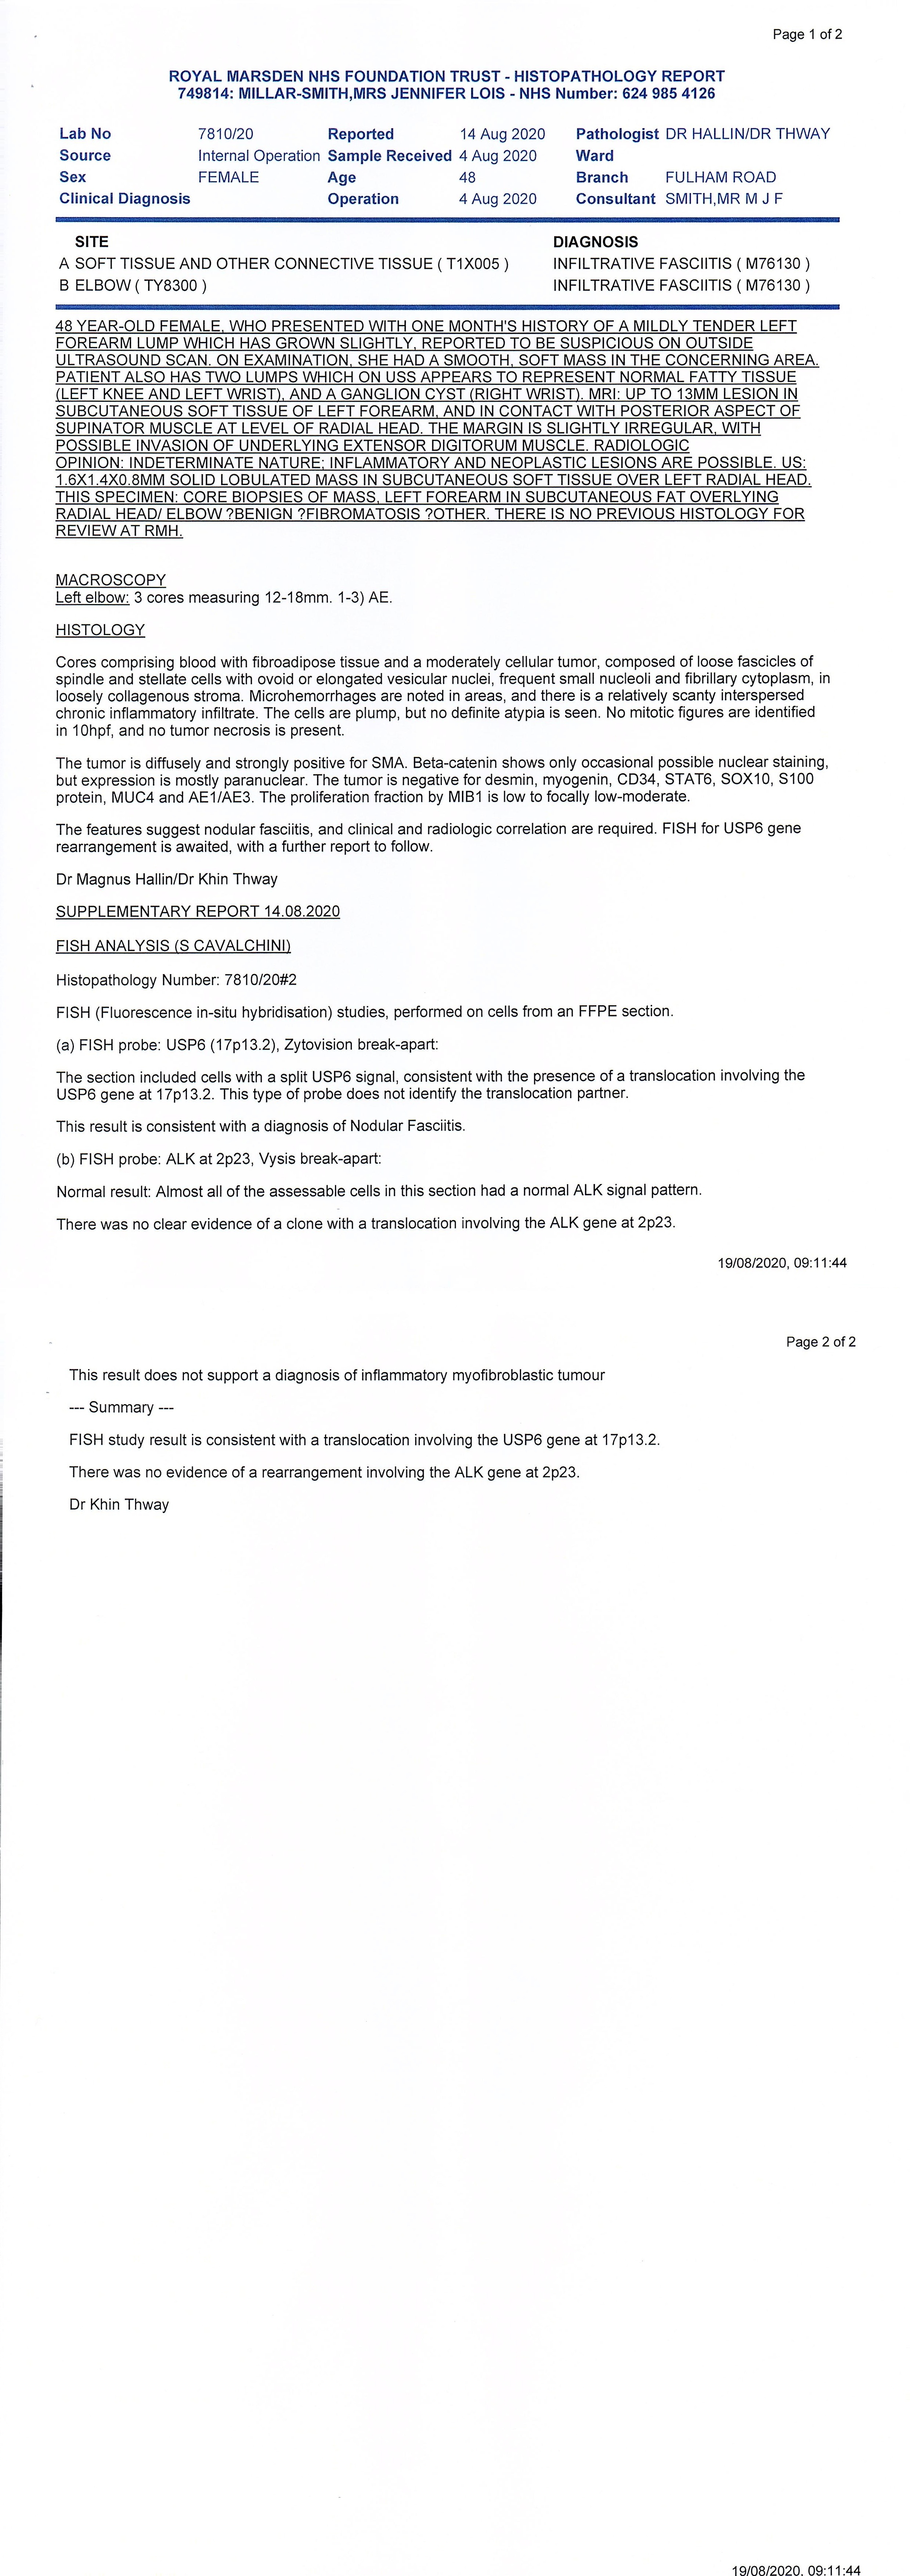 Page 1 of 2
ROYAL MARSDEN NHS FOUNDATION TRUST - HISTOPATHOLOGY REPORT
749814: MILLAR-SMITH,MRS JENNIFER LOIS - NHS Number: 624 985 4126
Lab No 7810/20 Reported 14 Aug 2020 Pathologist DR HALLIN/DR THWAY
Source Internal Operation Sample Received 4 Aug 2020 Ward
Sex FEMALE Age 48 Branch FULHAM ROAD
Clinical Diagnosis Operation 4 Aug 2020 Consultant SMITH,MR M J F
SITE DIAGNOSIS
A SOFT TISSUE AND OTHER CONNECTIVE TISSUE ( T1X005 ) INFILTRATIVE FASCIITIS ( M76130 )
B ELBOW ( TY8300 ) INFILTRATIVE FASCIITIS ( M76130 )
48 YEAR-OLD FEMALE, WHO PRESENTED WITH ONE MONTH'S HISTORY OF A MILDLY TENDER LEFT
FOREARM LUMP WHICH HAS GROWN SLIGHTLY, REPORTED TO BE SUSPICIOUS ON OUTSIDE
ULTRASOUND SCAN. ON EXAMINATION, SHE HAD A SMOOTH, SOFT MASS IN THE CONCERNING AREA.
PATIENT ALSO HAS TWO LUMPS WHICH ON USS APPEARS TO REPRESENT NORMAL FATTY TISSUE
(LEFT KNEE AND LEFT WRIST), AND A GANGLION CYST (RIGHT WRIST). MRI: UP TO 13MM LESION IN
SUBCUTANEOUS SOFT TISSUE OF LEFT FOREARM, AND IN CONTACT WITH POSTERIOR ASPECT OF
SUPINATOR MUSCLE AT LEVEL OF RADIAL HEAD. THE MARGIN IS SLIGHTLY IRREGULAR, WITH
POSSIBLE INVASION OF UNDERLYING EXTENSOR DIGITORUM MUSCLE. RADIOLOGIC
OPINION: INDETERMINATE NATURE; INFLAMMATORY AND NEOPLASTIC LESIONS ARE POSSIBLE. US:
1.6X1.4X0.8MM SOLID LOBULATED MASS IN SUBCUTANEOUS SOFT TISSUE OVER LEFT RADIAL HEAD.
THIS SPECIMEN: CORE BIOPSIES OF MASS, LEFT FOREARM IN SUBCUTANEOUS FAT OVERLYING
RADIAL HEAD/ ELBOW ?BENIGN ?FIBROMATOSIS ?OTHER. THERE IS NO PREVIOUS HISTOLOGY FOR
REVIEW AT RMH.
MACROSCOPY
Left elbow: 3 cores measuring 12-18mm. 1-3) AE.
HISTOLOGY
Cores comprising blood with fibroadipose tissue and a moderately cellular tumor, composed of loose fascicles of
spindle and stellate cells with ovoid or elongated vesicular nuclei, frequent small nucleoli and fibrillary cytoplasm, in
loosely collagenous stroma. Microhemorrhages are noted in areas, and there is a relatively scanty interspersed
chronic inflammatory infiltrate. The cells are plump, but no definite atypia is seen. No mitotic figures are identified
in 10hpf, and no tumor necrosis is present.
The tumor is diffusely and strongly positive for SMA. Beta-catenin shows only occasional possible nuclear staining,
but expression is mostly paranuclear. The tumor is negative for desmin, myogenin, CD34, STAT6, SOX10, S100
protein, MUC4 and AE1/AE3. The proliferation fraction by MIB1 is low to focally low-moderate.
The features suggest nodular fasciitis, and clinical and radiologic correlation are required. FISH for USP6 gene
rearrangement is awaited, with a further report to follow.
Dr Magnus Hallin/Dr Khin Thway
SUPPLEMENTARY REPORT 14.08.2020
FISH ANALYSIS (S CAVALCHINI)
Histopathology Number: 7810/20#2
FISH (Fluorescence in-situ hybridisation) studies, performed on cells from an FFPE section.
(a) FISH probe: USP6 (17p13.2), Zytovision break-apart:
The section included cells with a split USP6 signal, consistent with the presence of a translocation involving the
USP6 gene at 17p13.2. This type of probe does not identify the translocation partner.
This result is consistent with a diagnosis of Nodular Fasciitis.
(b) FISH probe: ALK at 2p23, Vysis break-apart:
Normal result: Almost all of the assessable cells in this section had a normal ALK signal pattern.
There was no clear evidence of a clone with a translocation involving the ALK gene at 2p23.
19/08/2020, 09:11:44
Page 2 of 2
This result does not support a diagnosis of inflammatory myofibroblastic tumour
--- Summary ---
FISH study result is consistent with a translocation involving the USP6 gene at 17p13.2.
There was no evidence of a rearrangement involving the ALK gene at 2p23.
Dr Khin Thway
19/08/2020, 09:11:44